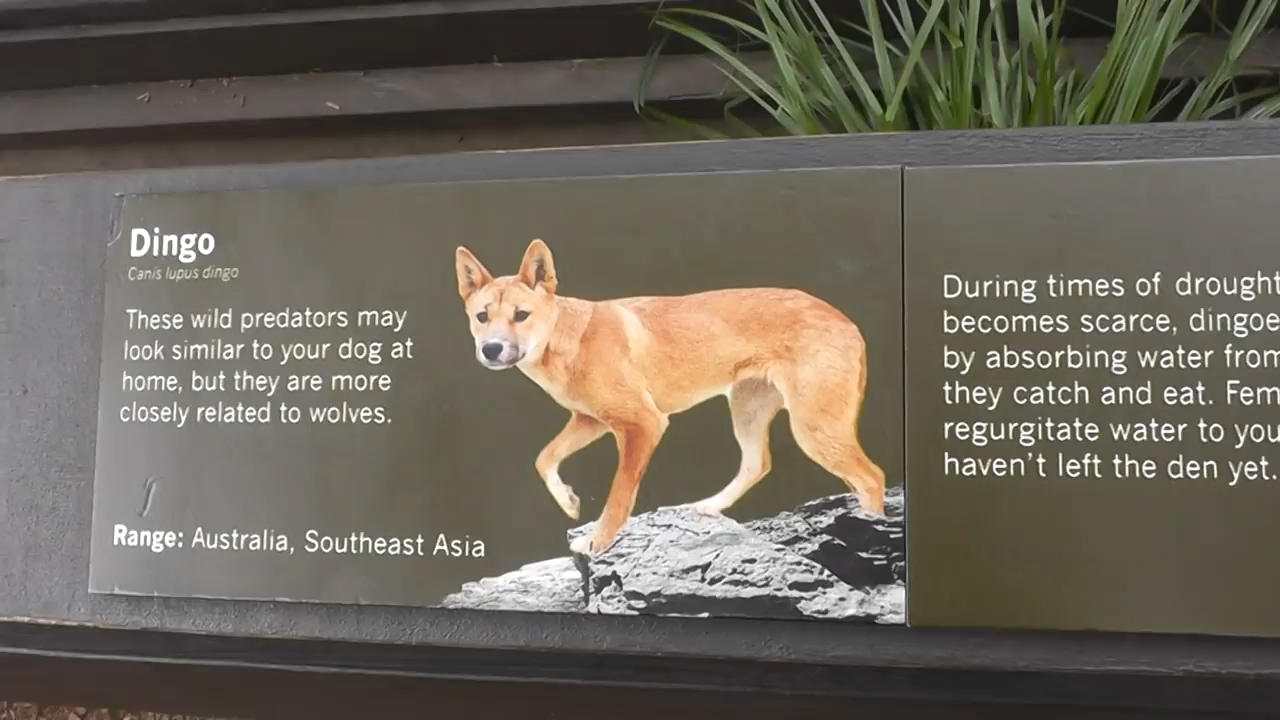 Dingo
Canis lupus dingo
These wild predators may
look similar to your dog at
home, but they are more
closely related to wolves.
Range: Australia, Southeast Asia
During times of drought
becomes scarce, dingoe
by absorbing water from
they catch and eat. Fem
regurgitate water to you
haven't left the den yet.